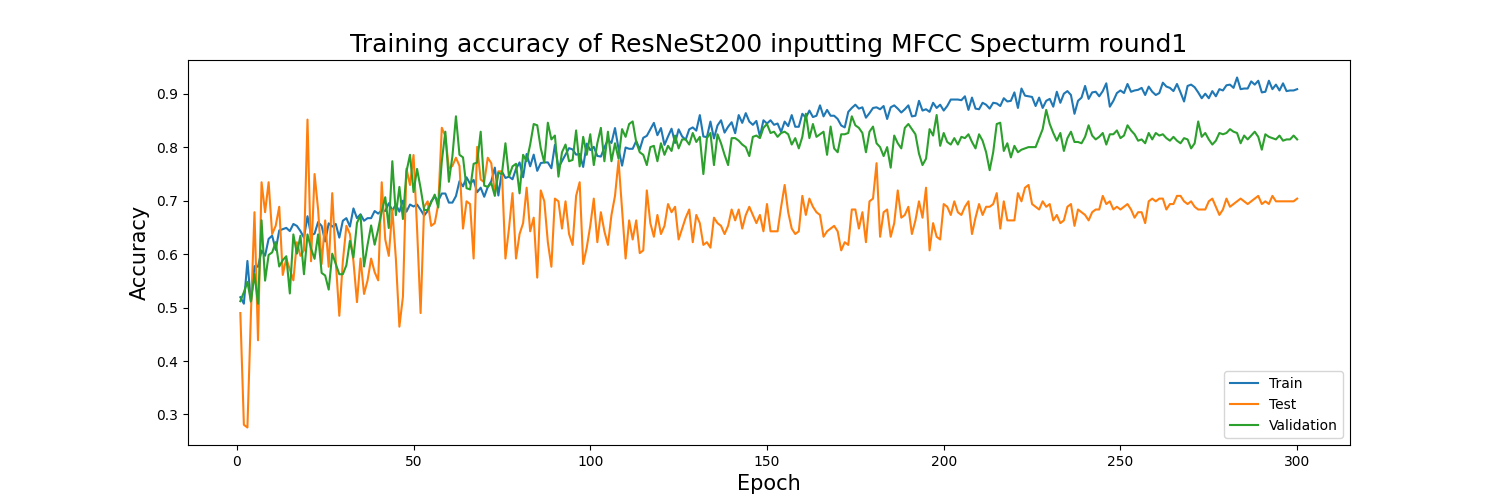 Training accuracy of ResNeSt200 inputting MFCC Specturm round1
Accuracy
0.9
0.8
0.7
0.6
0.5
0.4
0.3
0 50 100 150 200 250 300
Epoch
Train
Test
Validation